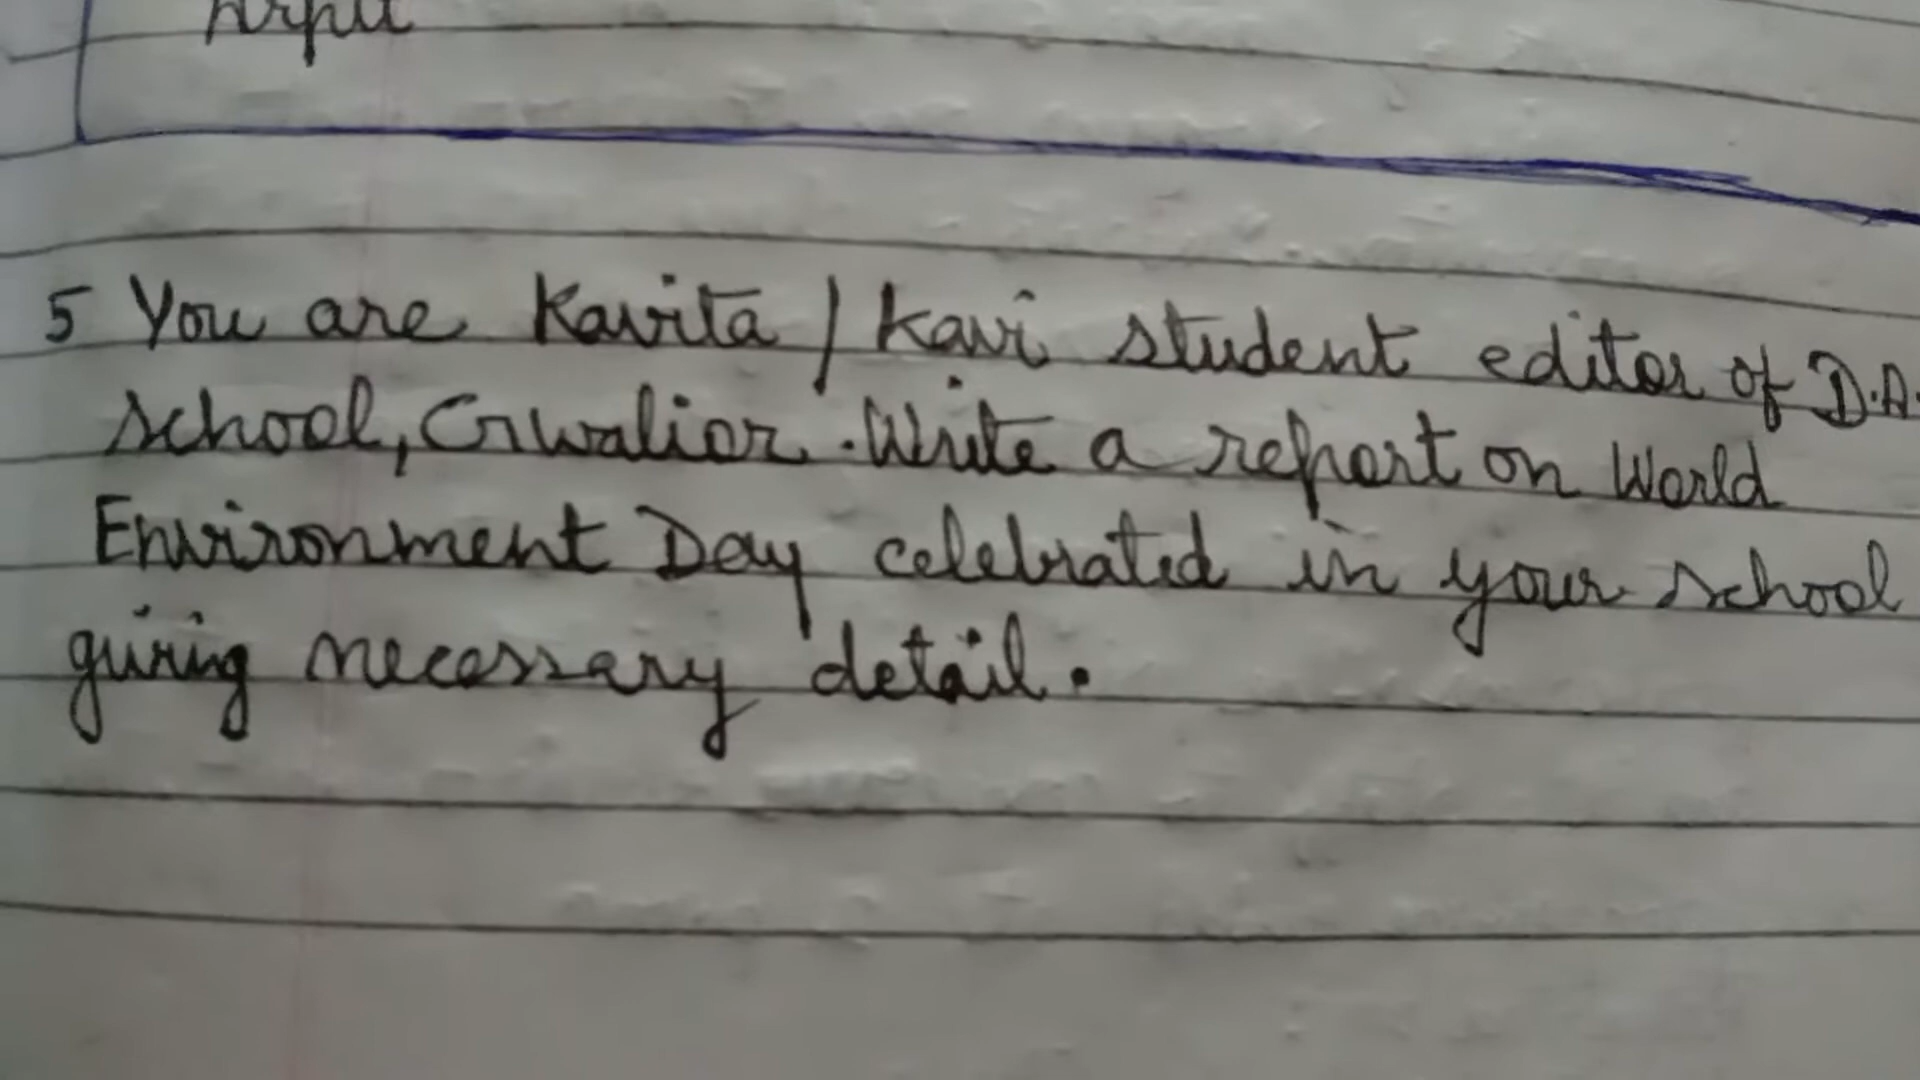 Arpit
5 You are Kavita / Kavi student editor of D.A.
school, Gwalior. Write a report on World
Environment Day celebrated in your school
giving necessary detail.